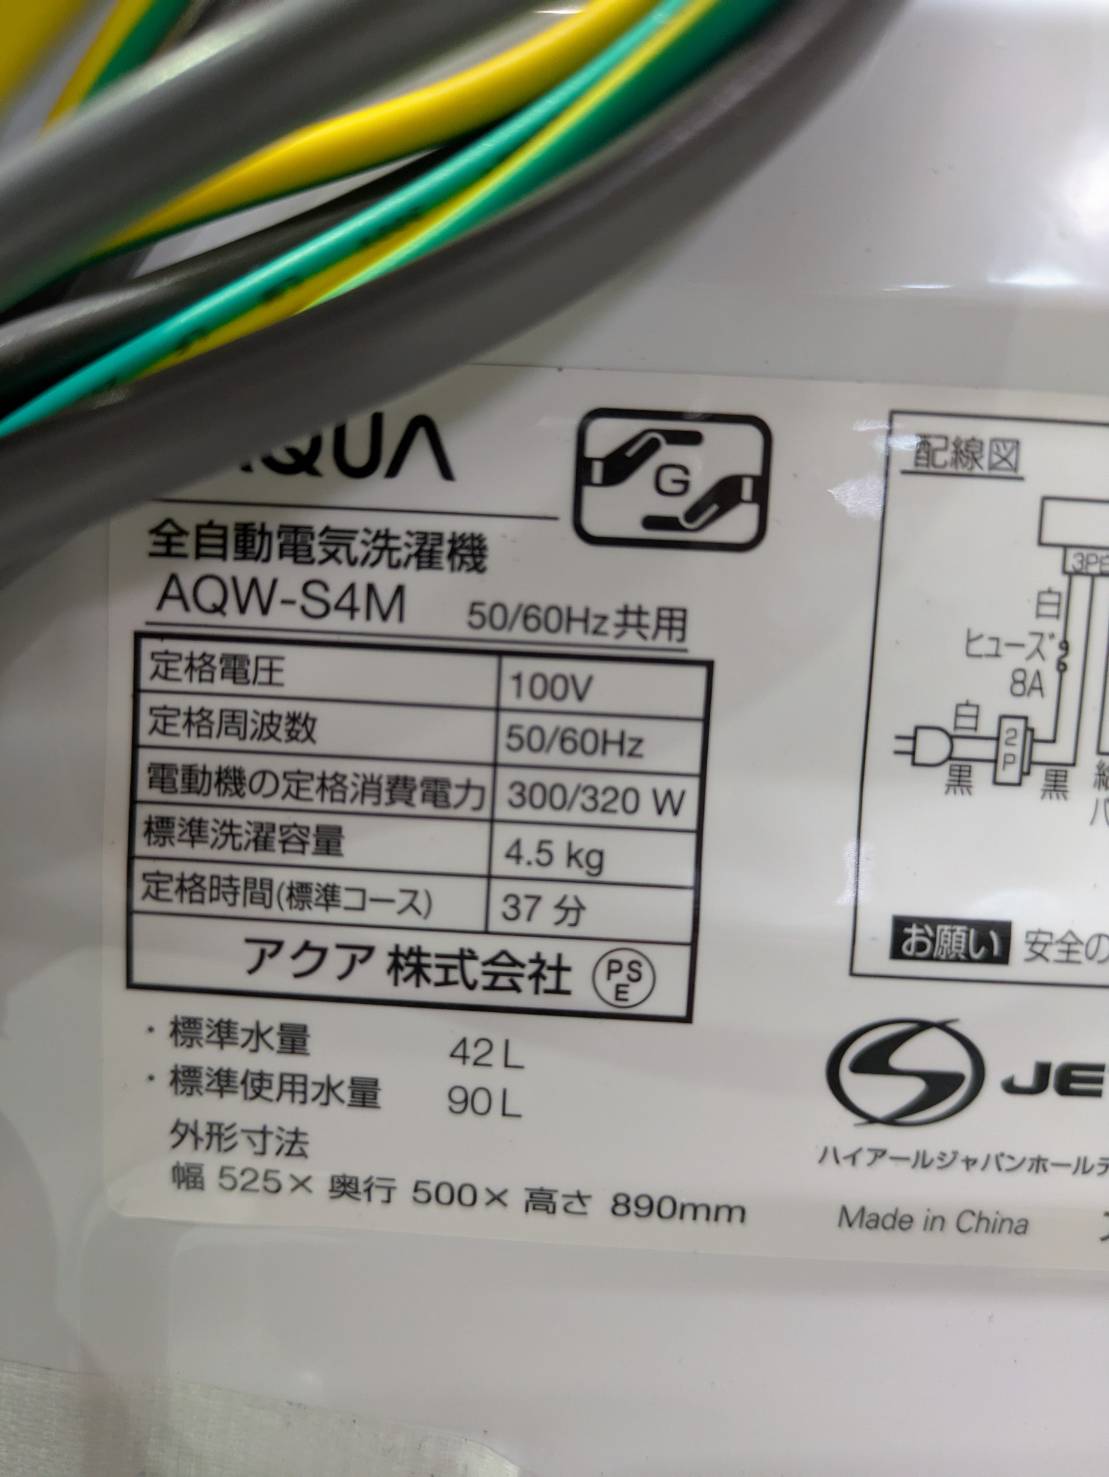 AQUA
G
全自動電気洗濯機
AQW-S4M 50/60Hz共用
定格電圧 100V
定格周波数 50/60Hz
電動機の定格消費電力 300/320 W
標準洗濯容量 4.5 kg
定格時間(標準コース) 37 分
アクア 株式会社 PSE
・標準水量 42L
・標準使用水量 90L
外形寸法
幅 525× 奥行 500× 高さ 890mm
配線図
3P
白
ヒューズ
8A
白
2P
黒
黒
お願い 安全の
JE
ハイアールジャパンホール
Made in China